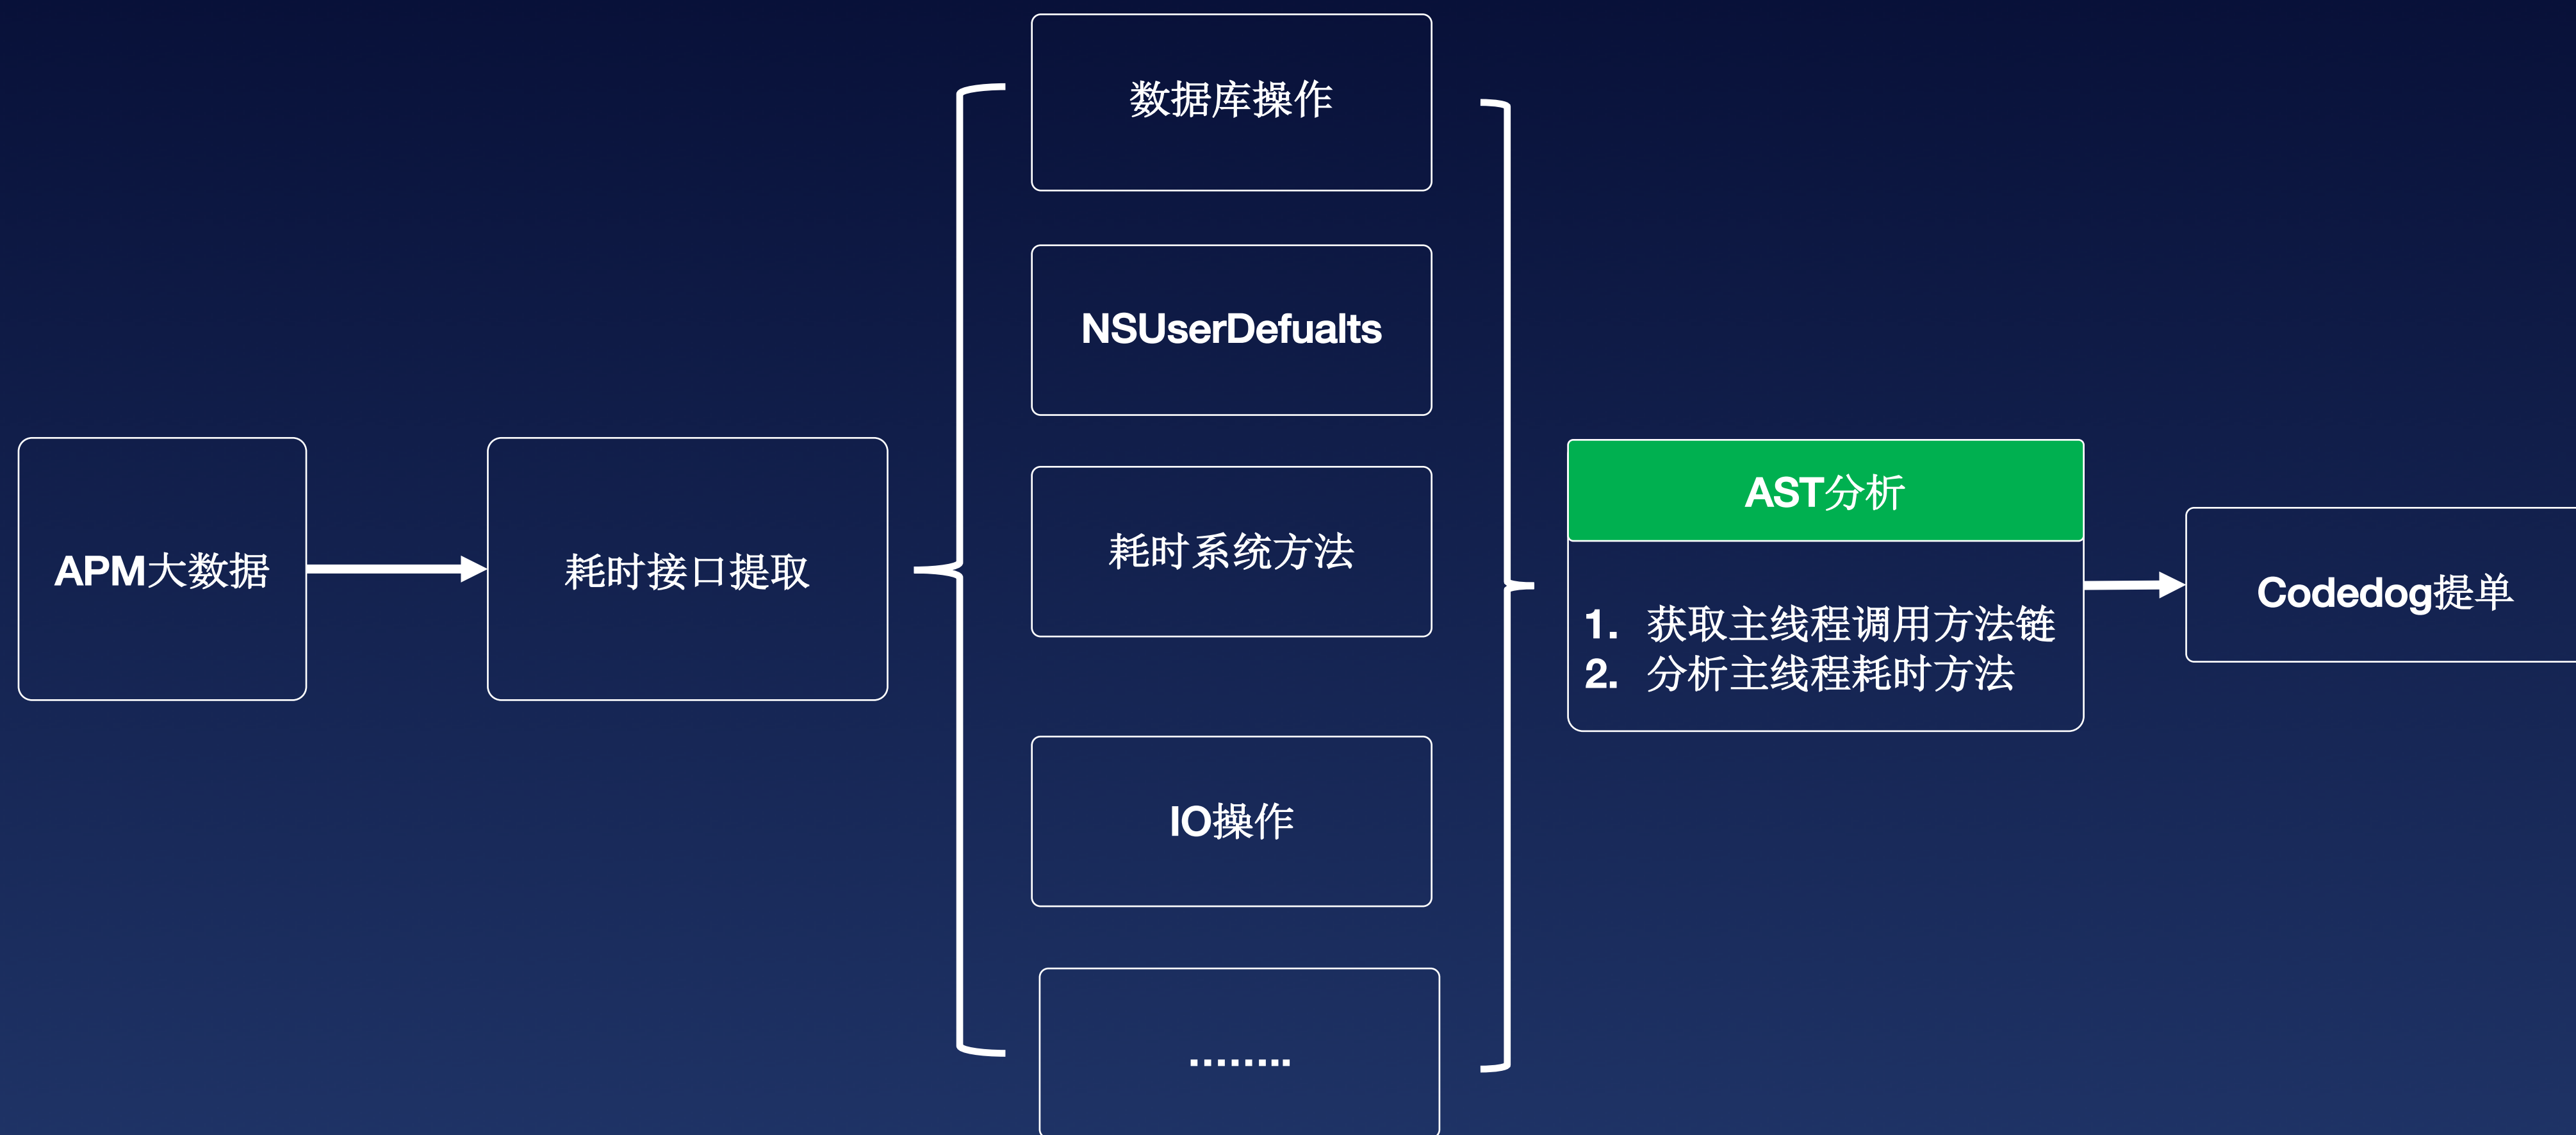 APM大数据
耗时接口提取
数据库操作
NSUserDefualts
耗时系统方法
IO操作
........
AST分析
1. 获取主线程调用方法链
2. 分析主线程耗时方法
Codedog提单